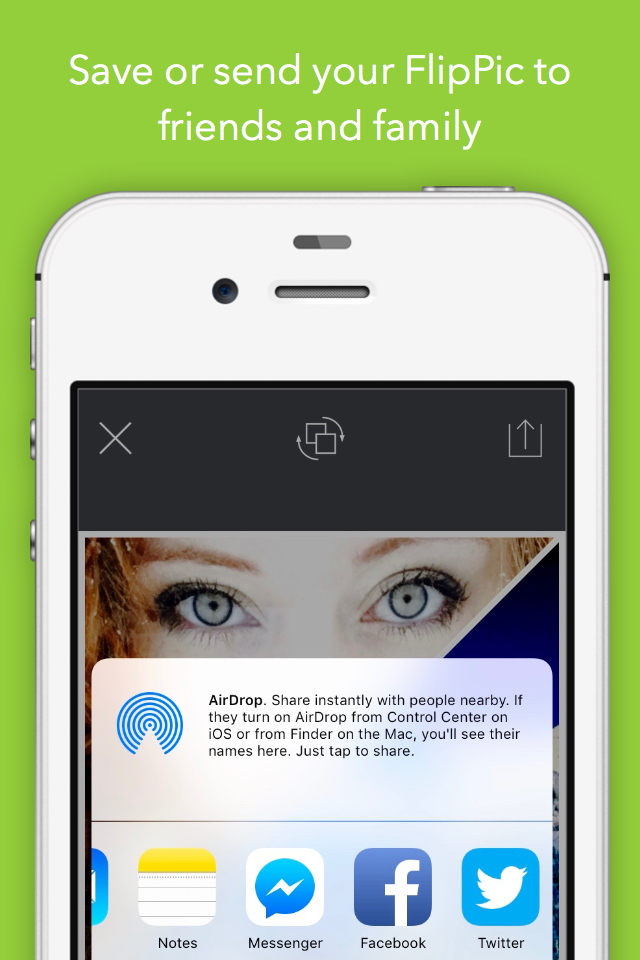 Save or send your FlipPic to
friends and family
AirDrop. Share instantly with people nearby. If
they turn on AirDrop from Control Center on
iOS or from Finder on the Mac, you'll see their
names here. Just tap to share.
Notes
Messenger
Facebook
Twitter